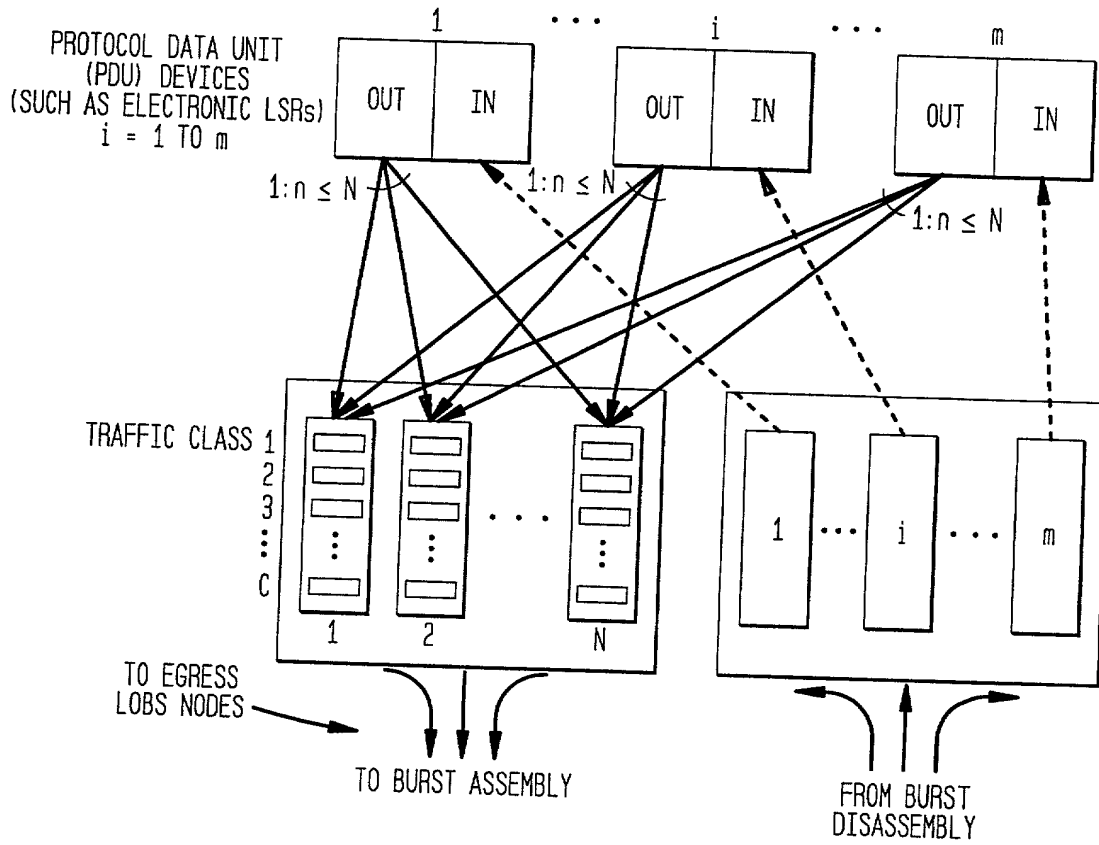 1 ... i ... m
PROTOCOL DATA UNIT
(PDU) DEVICES
(SUCH AS ELECTRONIC LSRs)
i = 1 TO m
OUT IN
OUT IN
OUT IN
1:n ≤ N
1:n ≤ N
1:n ≤ N
TRAFFIC CLASS 1
2
3
⋮
C
...
1 2 N
1 ... i ... m
TO EGRESS
LOBS NODES
TO BURST ASSEMBLY
FROM BURST
DISASSEMBLY